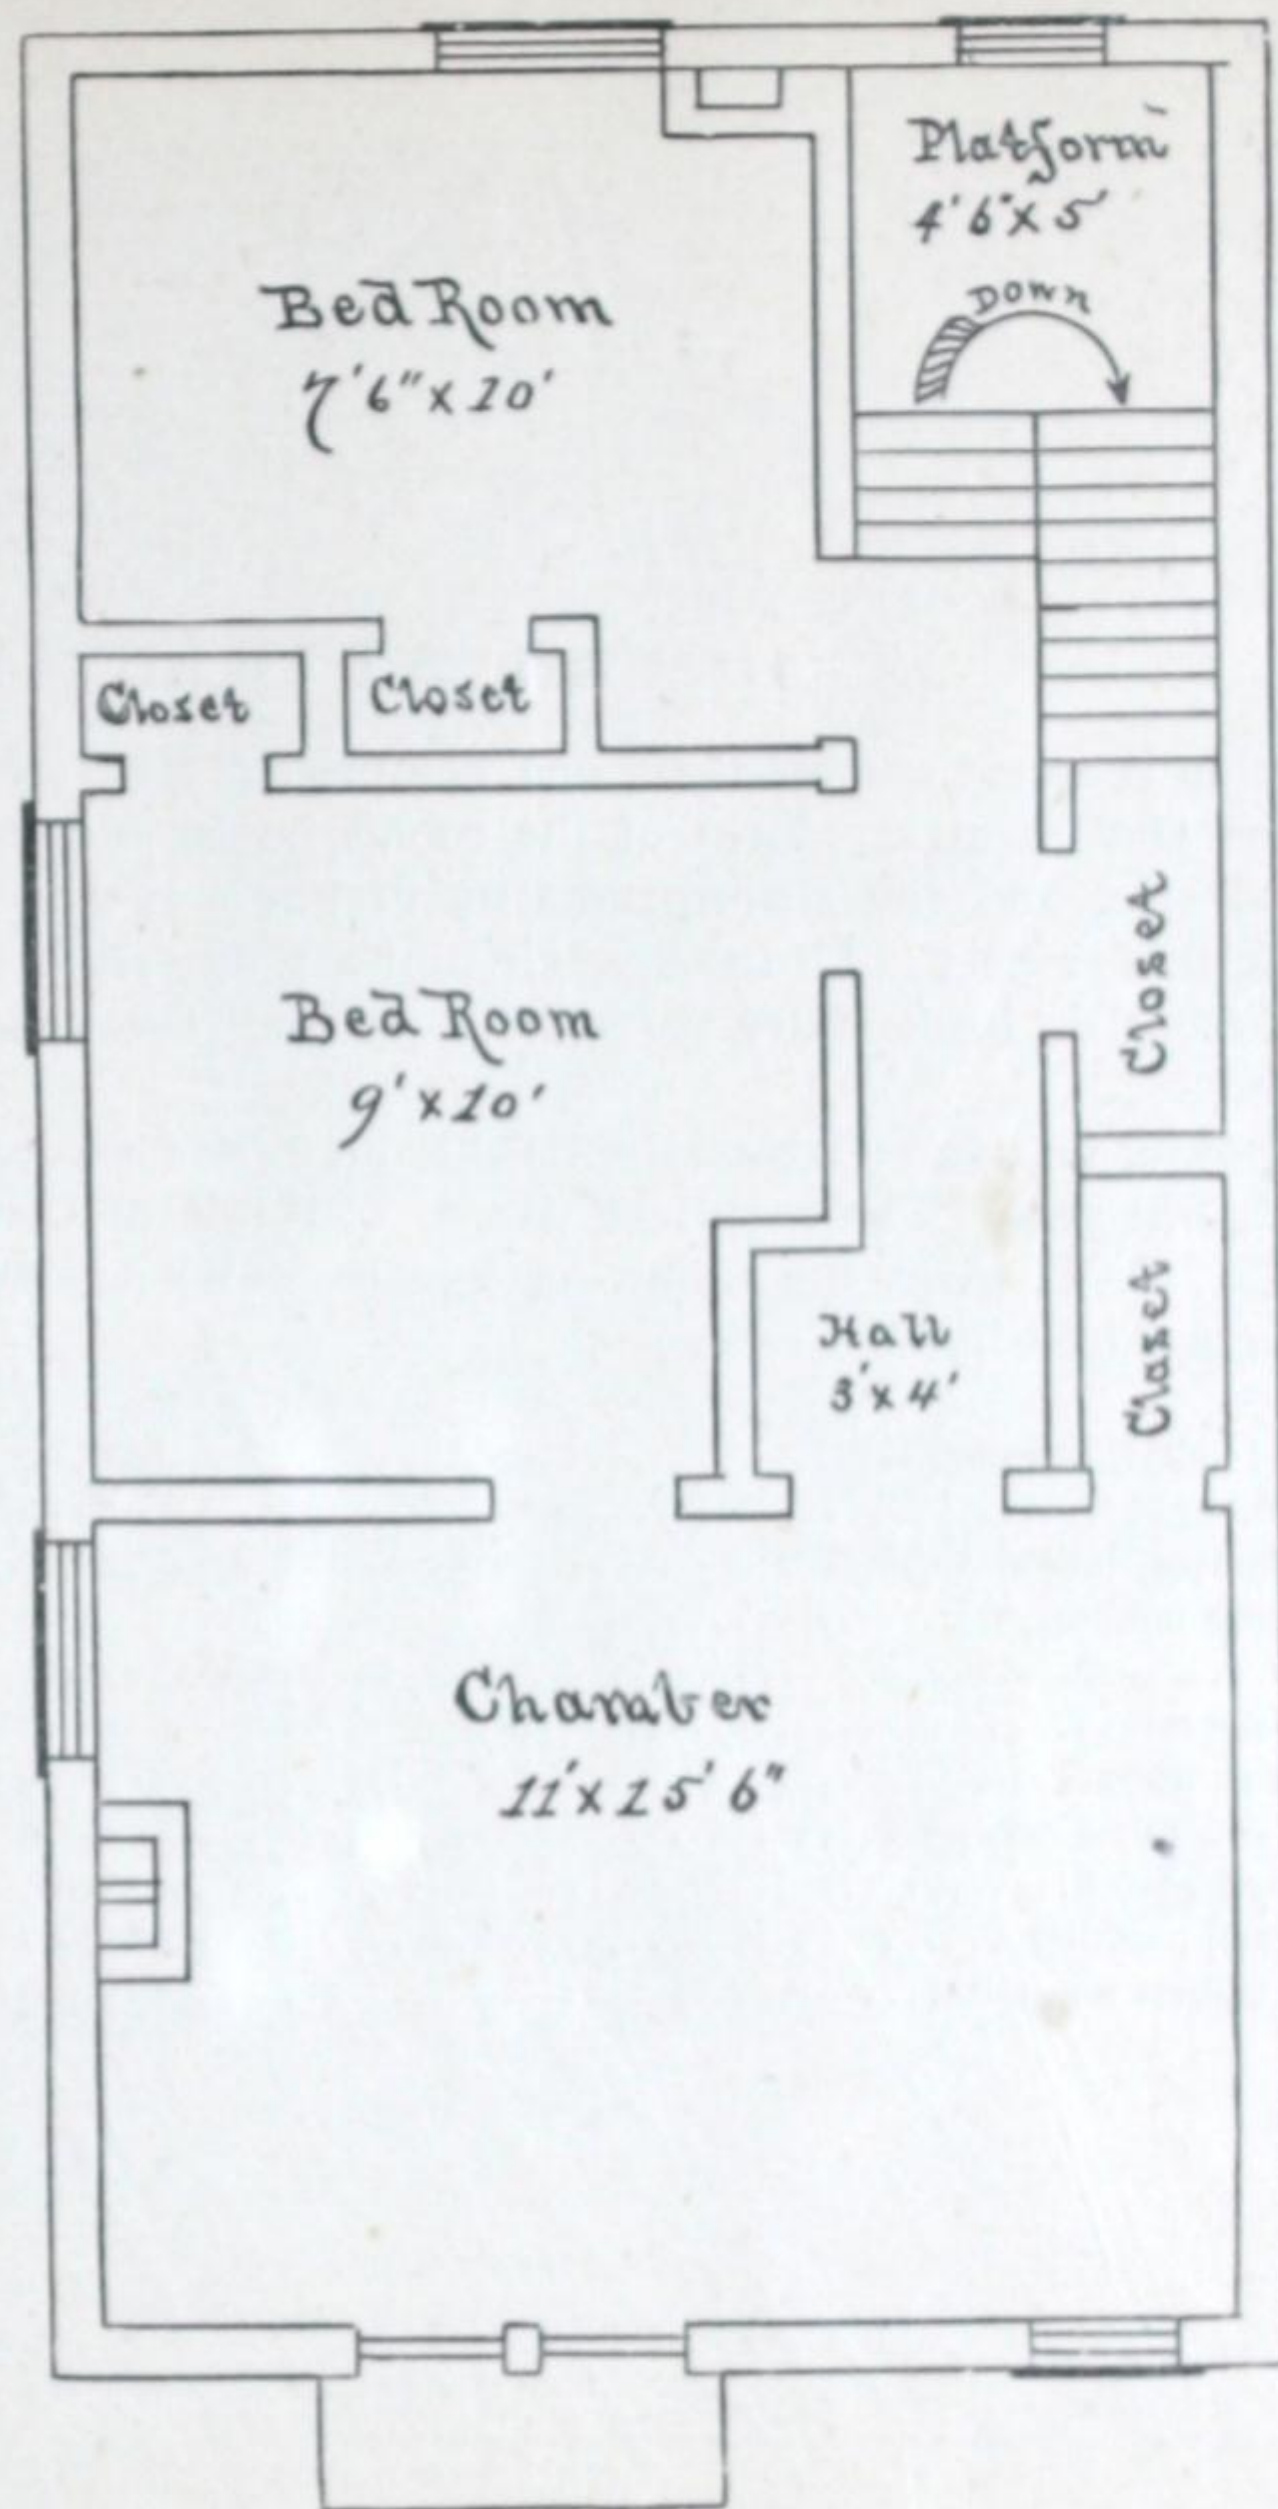 Platform
4'6"x5'
Down
Bed Room
7'6"x10'
Closet
Closet
Closet
Bed Room
9'x10'
Closet
Hall
3'x4'
Chamber
11'x15'6"